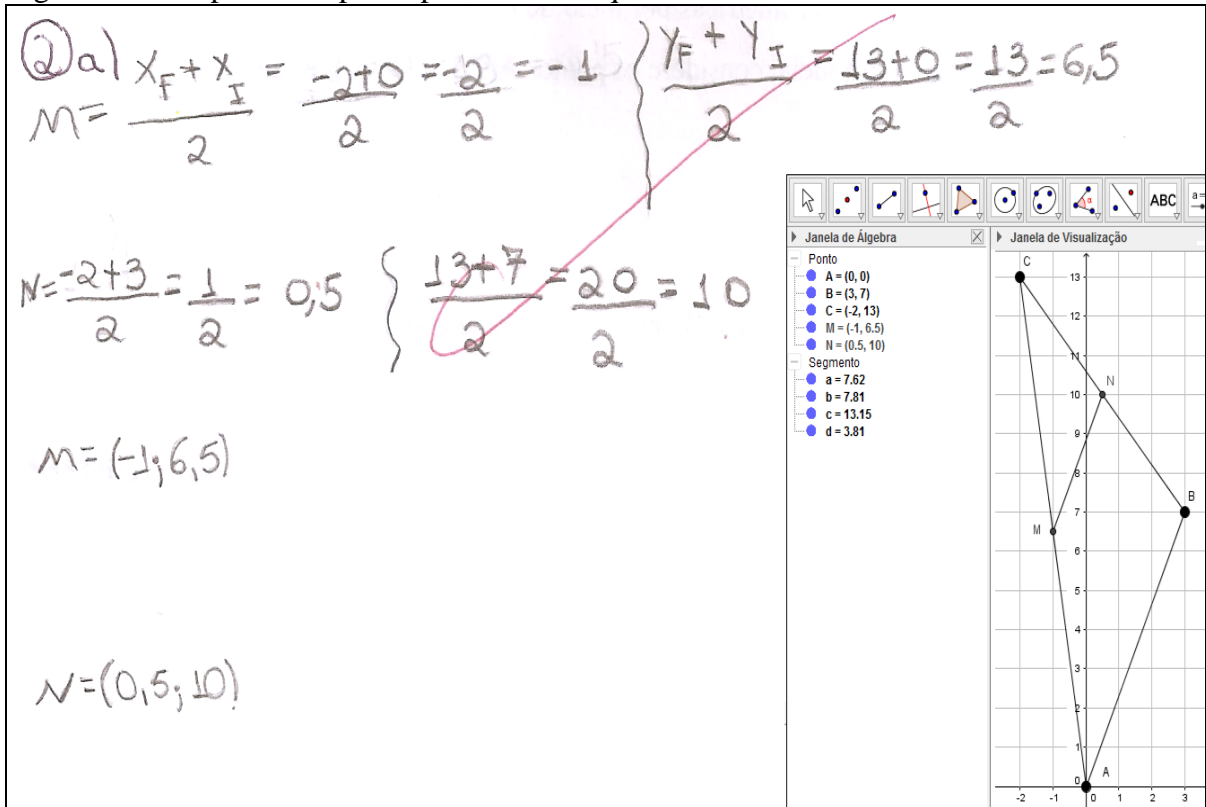 ② a) M = (X_F + X_I)/2 = (-2+0)/2 = -2/2 = -1 { (Y_F + Y_I)/2 = (13+0)/2 = 13/2 = 6,5
N = (-2+3)/2 = 1/2 = 0,5 { (13+7)/2 = 20/2 = 10
M = (-1; 6,5)
N = (0,5; 10)
ABC a=
Janela de Álgebra
Ponto
A = (0, 0)
B = (3, 7)
C = (-2, 13)
M = (-1, 6.5)
N = (0.5, 10)
Segmento
a = 7.62
b = 7.81
c = 13.15
d = 3.81
Janela de Visualização
C
13
12
11
N
10
9
8
B
7
M
6
5
4
3
2
1
0 A
-2 -1 0 1 2 3